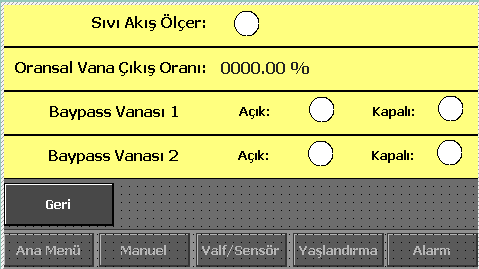 Sıvı Akış Ölçer:
Oransal Vana Çıkış Oranı: 0000.00 %
Baypass Vanası 1 Açık: Kapalı:
Baypass Vanası 2 Açık: Kapalı:
Geri
Ana Menü Manuel Valf/Sensör Yaşlandırma Alarm